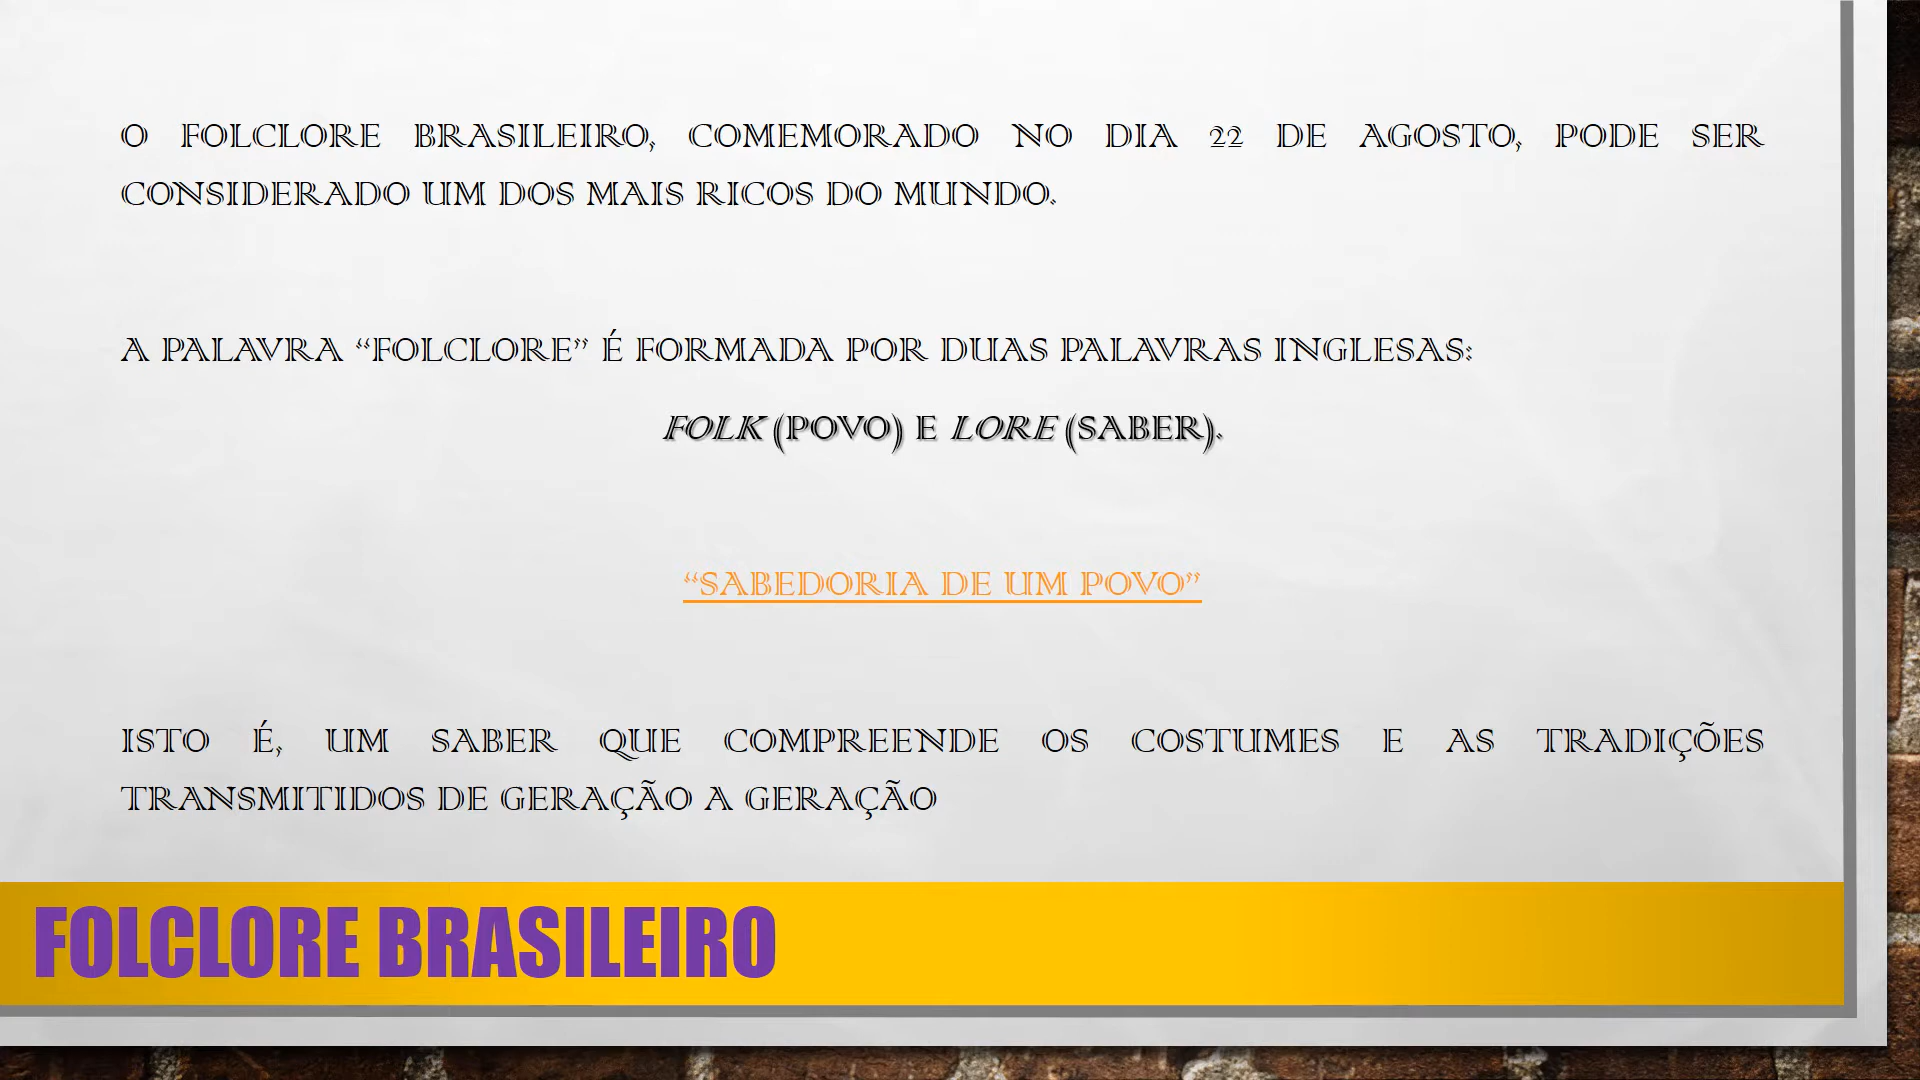 O FOLCLORE BRASILEIRO, COMEMORADO NO DIA 22 DE AGOSTO, PODE SER
CONSIDERADO UM DOS MAIS RICOS DO MUNDO.
A PALAVRA “FOLCLORE” É FORMADA POR DUAS PALAVRAS INGLESAS:
FOLK (POVO) E LORE (SABER).
“SABEDORIA DE UM POVO”
ISTO É, UM SABER QUE COMPREENDE OS COSTUMES E AS TRADIÇÕES
TRANSMITIDOS DE GERAÇÃO A GERAÇÃO
FOLCLORE BRASILEIRO